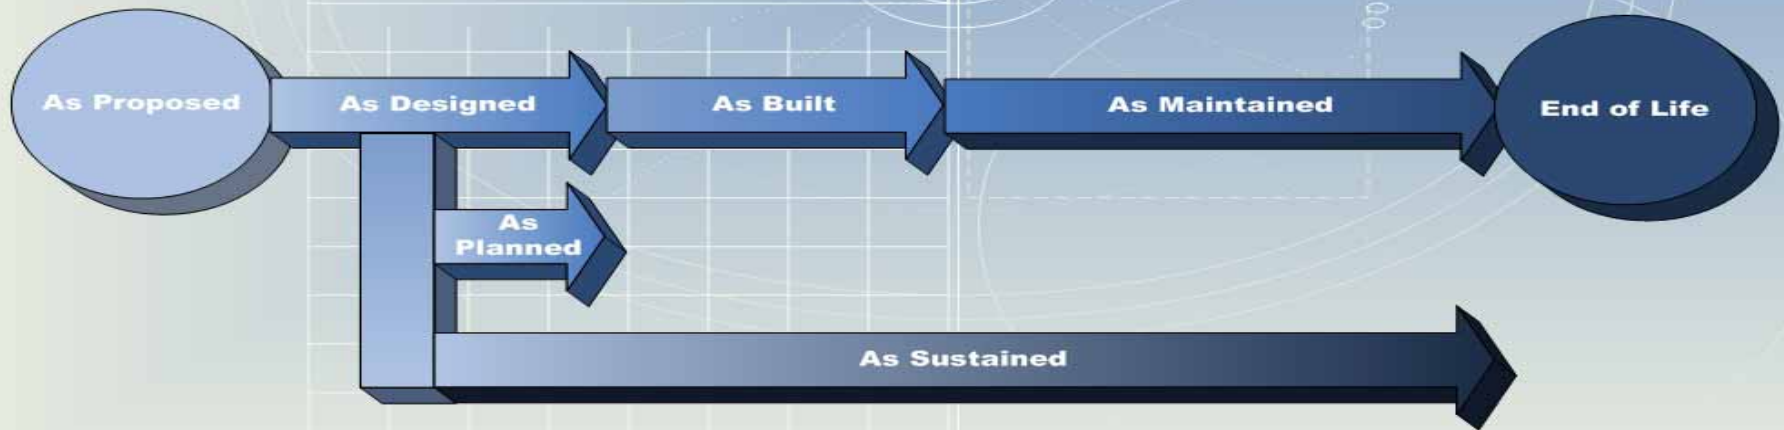 As Proposed
As Designed
As Built
As Maintained
End of Life
As
Planned
As Sustained